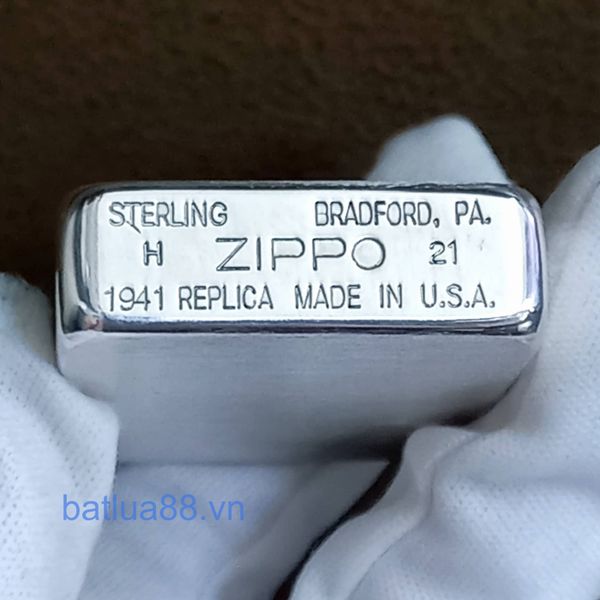 STERLING BRADFORD, PA.
H ZIPPO 21
1941 REPLICA MADE IN U.S.A.
batlua88.vn